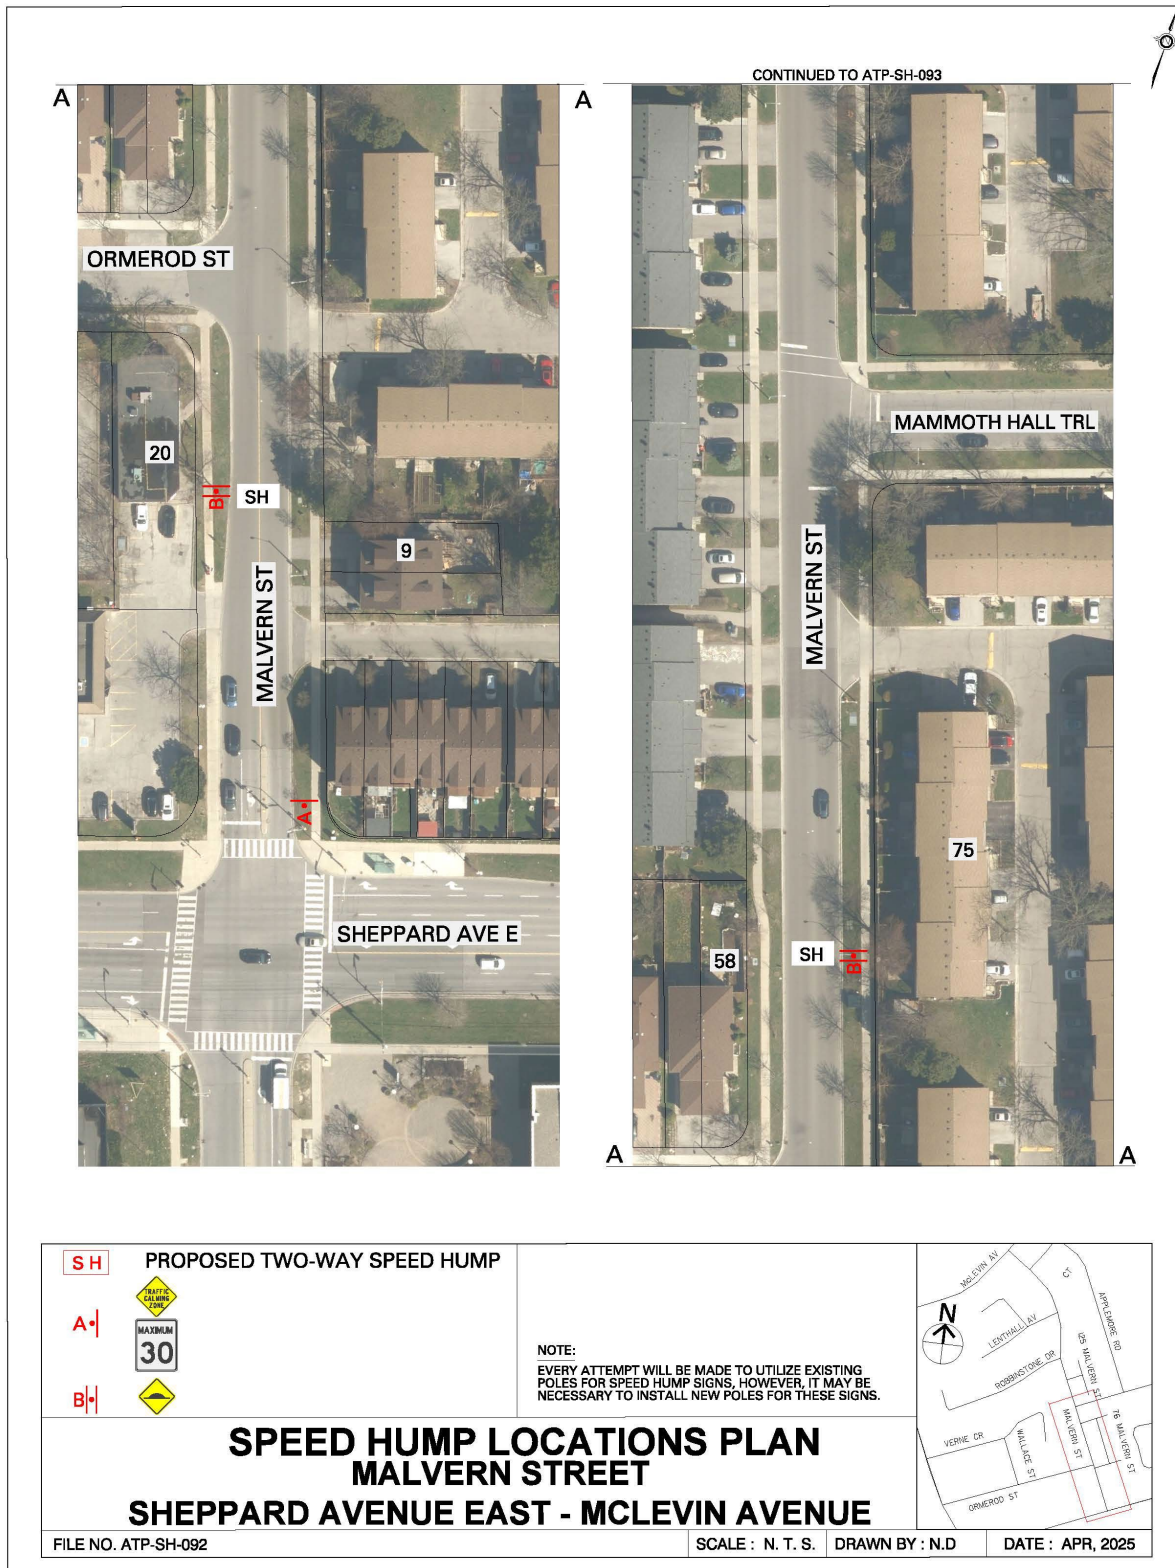 CONTINUED TO ATP-SH-093
A
A
ORMEROD ST
20
B
SH
MALVERN ST
9
A
SHEPPARD AVE E
MAMMOTH HALL TRL
MALVERN ST
75
58
SH
B
A
A
SH
PROPOSED TWO-WAY SPEED HUMP
A
TRAFFIC
CALMING
ZONE
MAXIMUM
30
B
NOTE:
EVERY ATTEMPT WILL BE MADE TO UTILIZE EXISTING
POLES FOR SPEED HUMP SIGNS, HOWEVER, IT MAY BE
NECESSARY TO INSTALL NEW POLES FOR THESE SIGNS.
McLEVIN AV
CT
APPLEMORE RD
N
LENTHALL AV
125 MALVERN ST
ROBBINSTONE DR
MALVERN ST
76 MALVERN ST
VERNE CR
WALLACE ST
ORMEROD ST
SPEED HUMP LOCATIONS PLAN
MALVERN STREET
SHEPPARD AVENUE EAST - MCLEVIN AVENUE
FILE NO. ATP-SH-092
SCALE : N. T. S.
DRAWN BY : N.D
DATE : APR, 2025